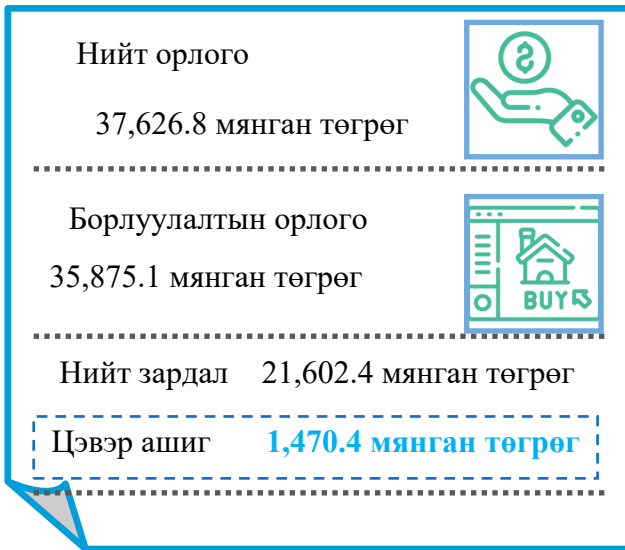 Нийт орлого
37,626.8 мянган төгрөг
Борлуулалтын орлого
35,875.1 мянган төгрөг
BUY
Нийт зардал 21,602.4 мянган төгрөг
Цэвэр ашиг 1,470.4 мянган төгрөг